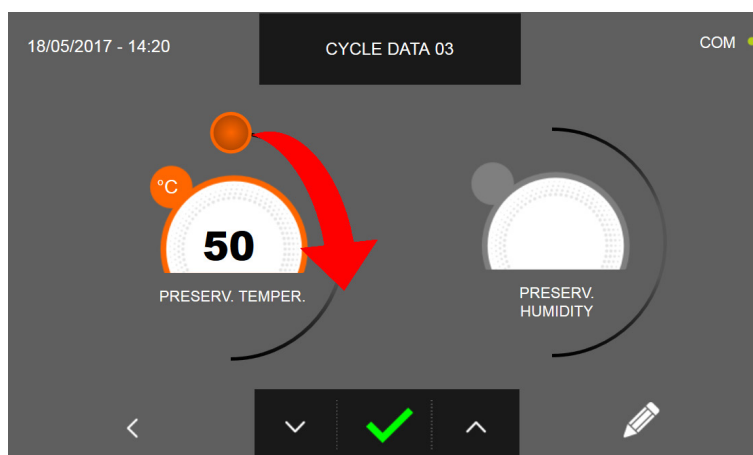 18/05/2017 - 14:20
CYCLE DATA 03
COM
°C
50
PRESERV. TEMPER.
PRESERV.
HUMIDITY